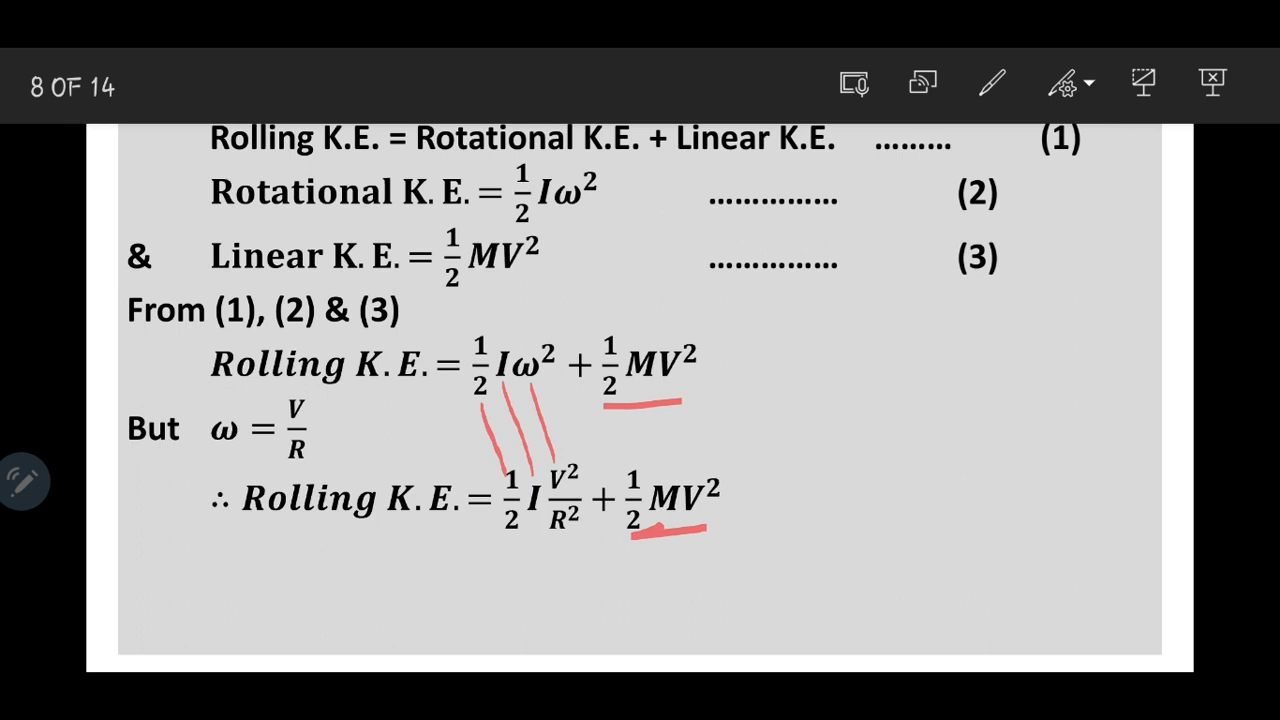 8 OF 14
Rolling K.E. = Rotational K.E. + Linear K.E. ……… (1)
Rotational K. E. = 1/2 Iω² …………… (2)
& Linear K. E. = 1/2 MV² …………… (3)
From (1), (2) & (3)
Rolling K. E. = 1/2 Iω² + 1/2 MV²
But ω = V/R
∴ Rolling K. E. = 1/2 I V²/R² + 1/2 MV²